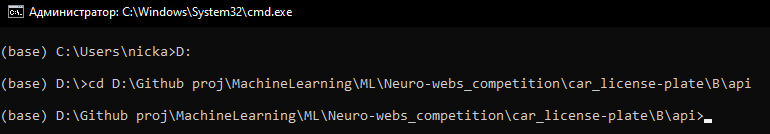 Администратор: C:\Windows\System32\cmd.exe
(base) C:\Users\nicka>D:
(base) D:\>cd D:\Github proj\MachineLearning\ML\Neuro-webs_competition\car_license-plate\B\api
(base) D:\Github proj\MachineLearning\ML\Neuro-webs_competition\car_license-plate\B\api>